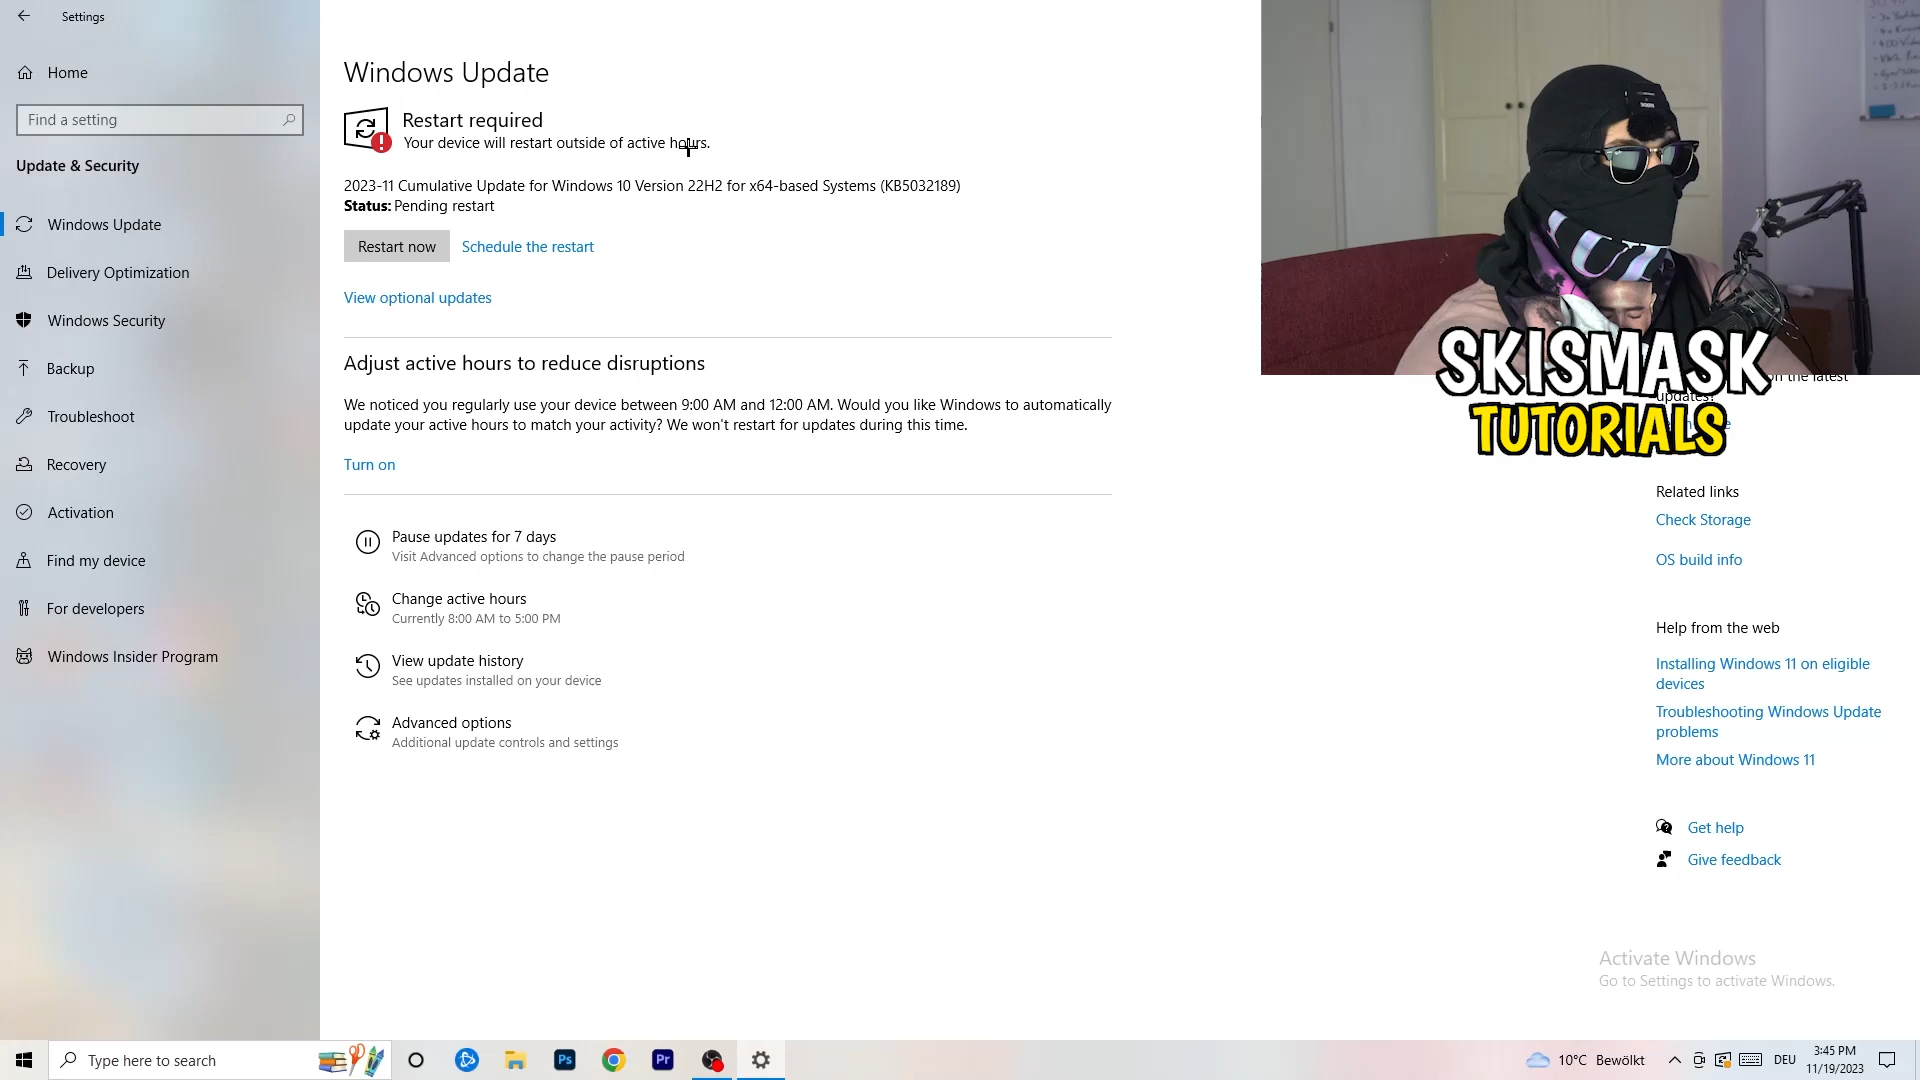 Settings
Home
Find a setting
Update & Security
Windows Update
Delivery Optimization
Windows Security
Backup
Troubleshoot
Recovery
Activation
Find my device
For developers
Windows Insider Program
Windows Update
Restart required
Your device will restart outside of active hours.
2023-11 Cumulative Update for Windows 10 Version 22H2 for x64-based Systems (KB5032189)
Status: Pending restart
Restart now
Schedule the restart
View optional updates
Adjust active hours to reduce disruptions
We noticed you regularly use your device between 9:00 AM and 12:00 AM. Would you like Windows to automatically
update your active hours to match your activity? We won't restart for updates during this time.
Turn on
Pause updates for 7 days
Visit Advanced options to change the pause period
Change active hours
Currently 8:00 AM to 5:00 PM
View update history
See updates installed on your device
Advanced options
Additional update controls and settings
SKISMASK
TUTORIALS
on the latest
updates?
Related links
Check Storage
OS build info
Help from the web
Installing Windows 11 on eligible
devices
Troubleshooting Windows Update
problems
More about Windows 11
Get help
Give feedback
Activate Windows
Go to Settings to activate Windows.
Type here to search
Ps
Pr
10°C Bewölkt
DEU
3:45 PM
11/19/2023